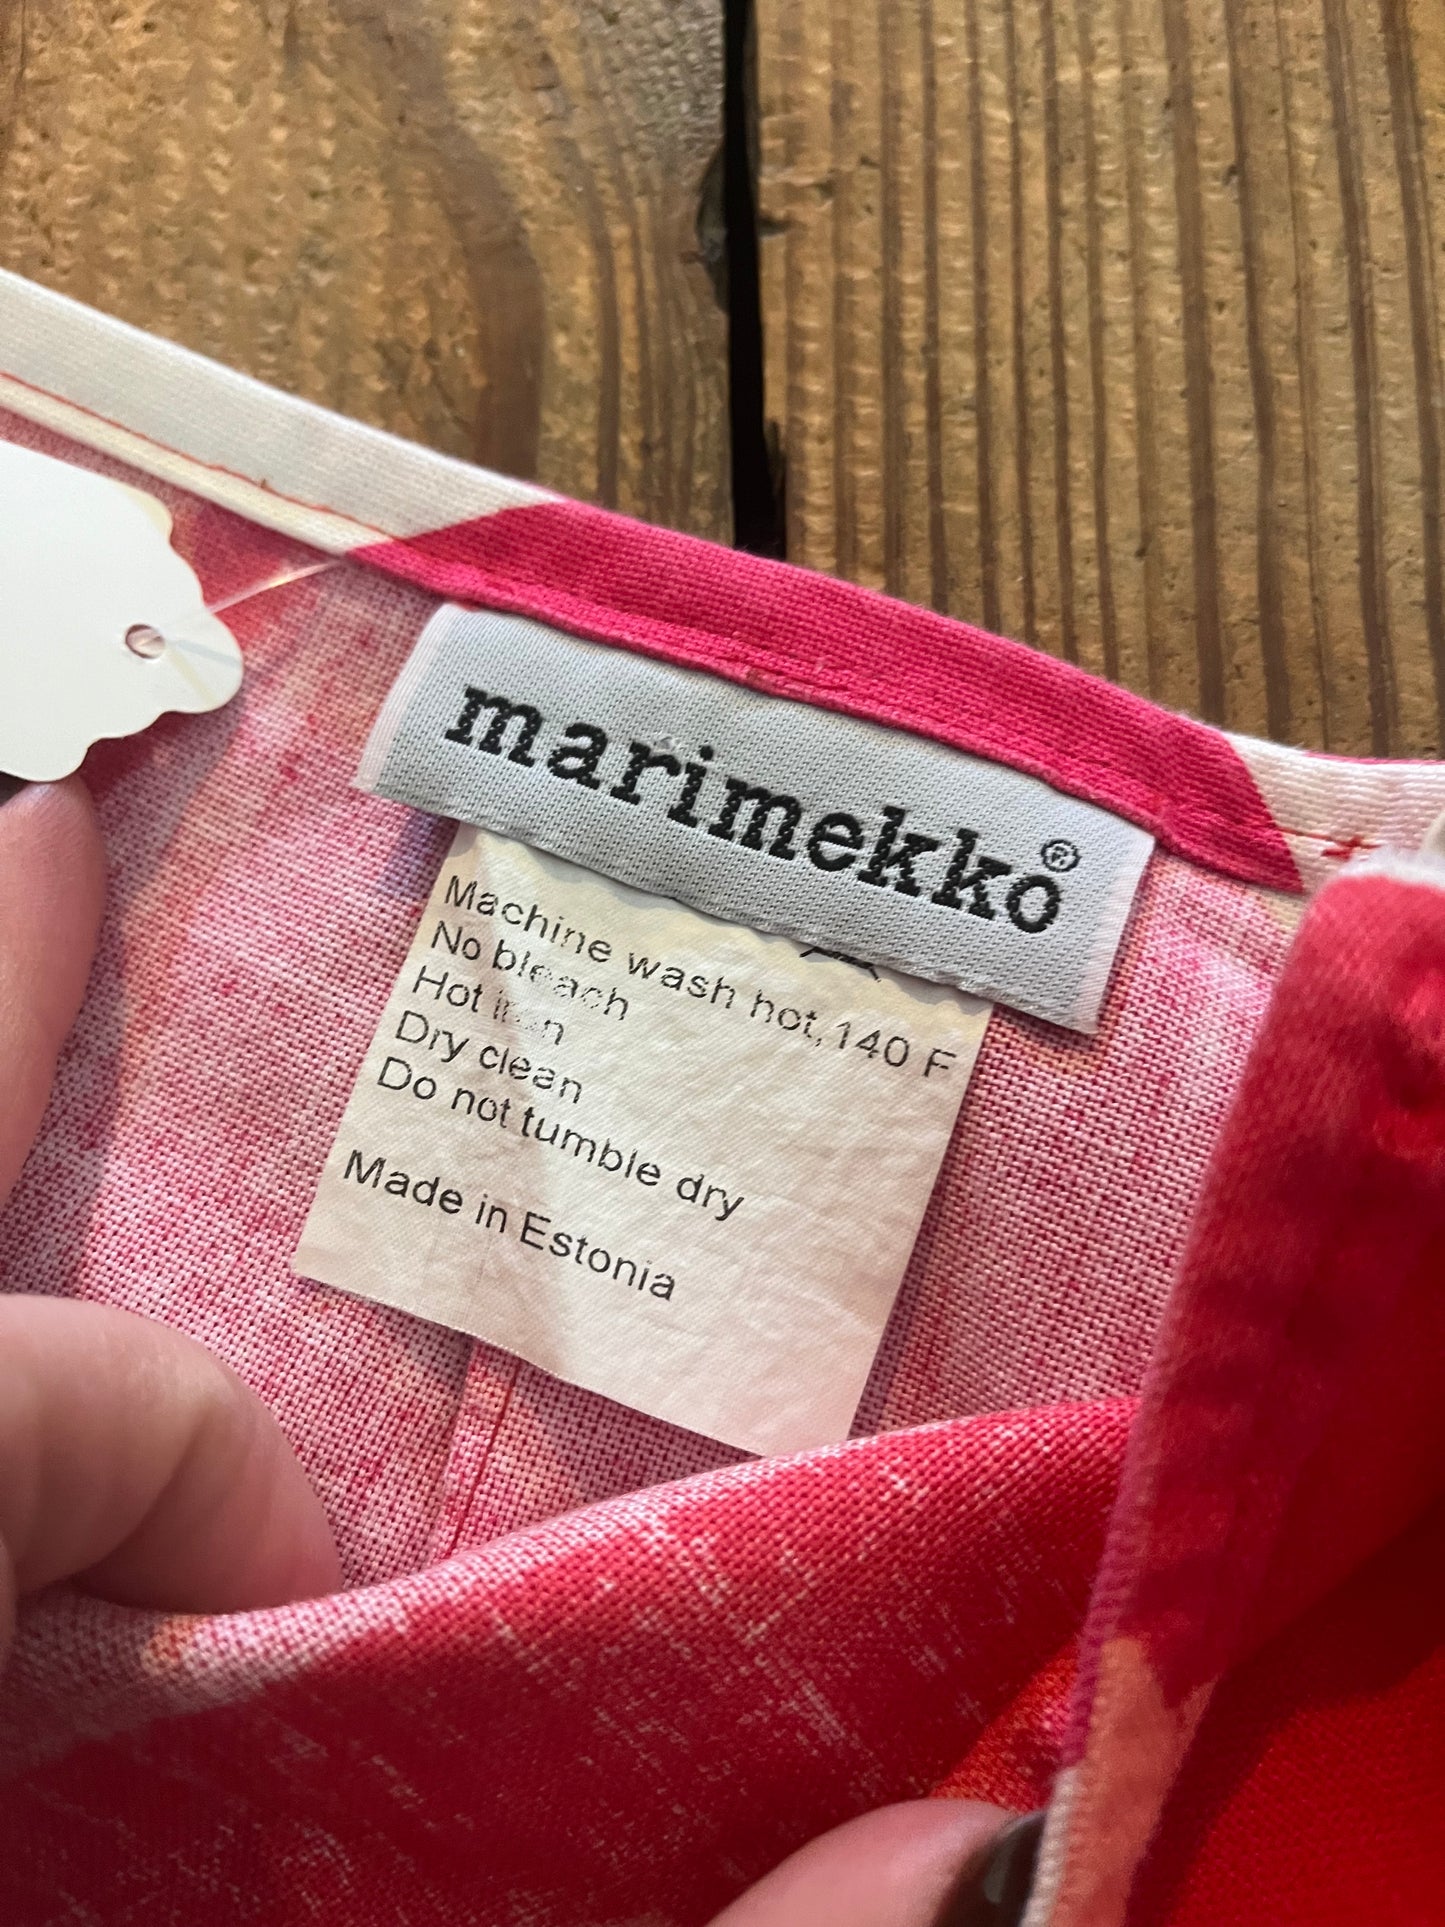 marimekko®
Machine wash hot, 140 F
No bleach
Hot iron
Dry clean
Do not tumble dry
Made in Estonia